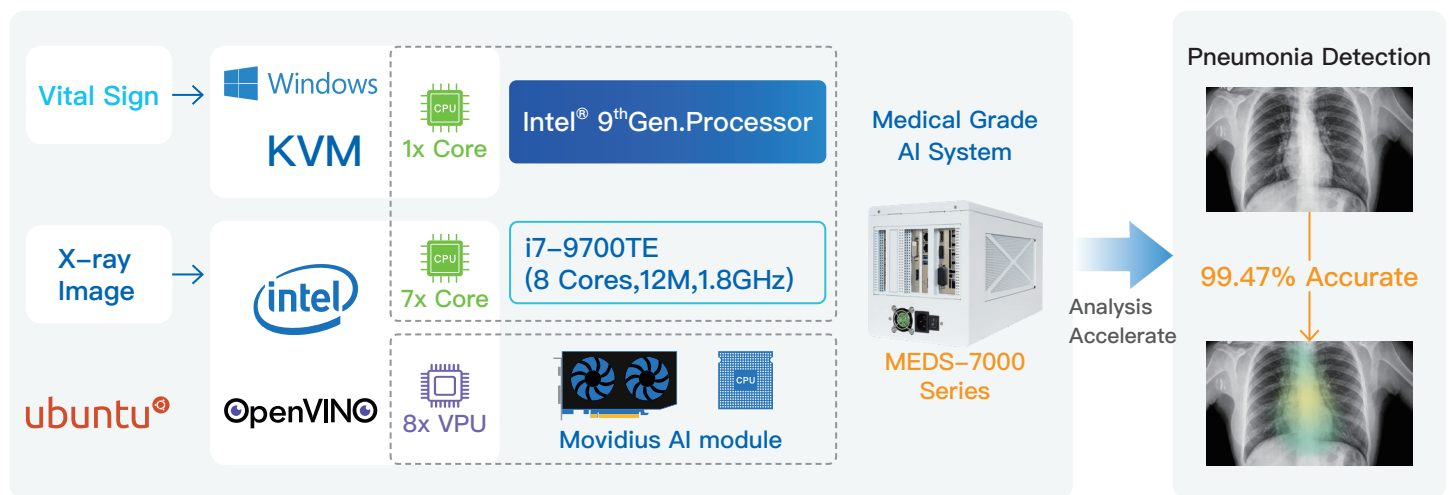 Vital Sign
Windows
KVM
CPU
1x Core
Intel® 9thGen.Processor
X-ray
Image
intel
CPU
7x Core
i7-9700TE
(8 Cores,12M,1.8GHz)
ubuntu
OpenVINO
8x VPU
CPU
Movidius AI module
Medical Grade
AI System
MEDS-7000
Series
Analysis
Accelerate
Pneumonia Detection
99.47% Accurate